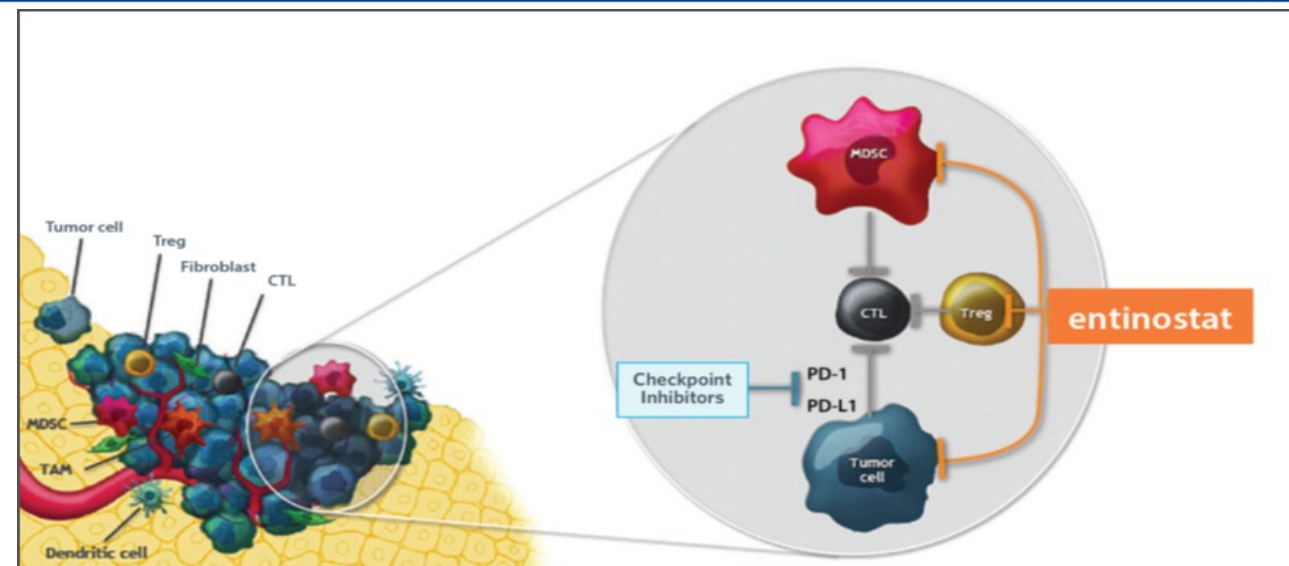 Tumor cell
Treg
Fibroblast
CTL
MDSC
TAM
Dendritic cell
MDSC
CTL
Treg
entinostat
Checkpoint
Inhibitors
PD-1
PD-L1
Tumor
cell